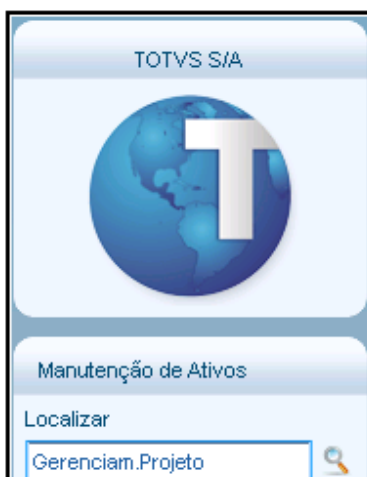 TOTVS S/A
T
Manutenção de Ativos
Localizar
Gerenciam.Projeto